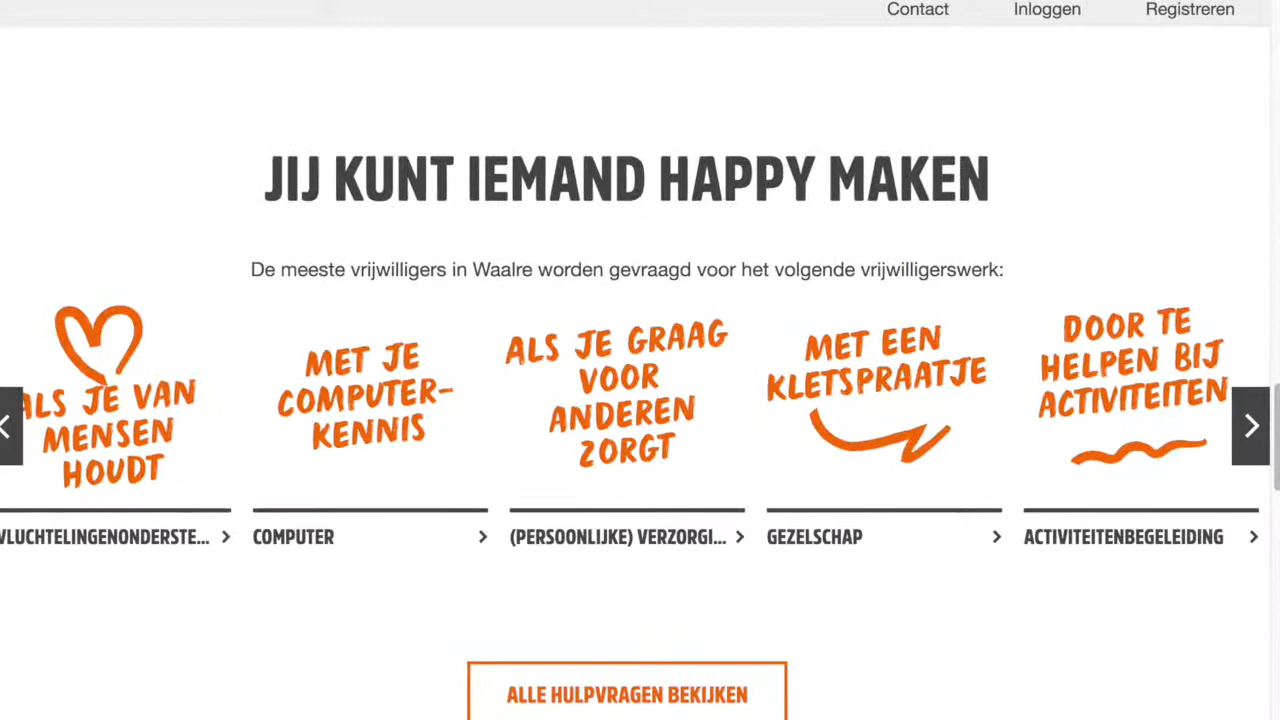 Contact Inloggen Registreren
JIJ KUNT IEMAND HAPPY MAKEN
De meeste vrijwilligers in Waalre worden gevraagd voor het volgende vrijwilligerswerk:
ALS JE VAN
MENSEN
HOUDT
MET JE
COMPUTER-
KENNIS
ALS JE GRAAG
VOOR
ANDEREN
ZORGT
MET EEN
KLETSPRAATJE
DOOR TE
HELPEN BIJ
ACTIVITEITEN
VLUCHTELINGENONDERSTE...
COMPUTER
(PERSOONLIJKE) VERZORGI...
GEZELSCHAP
ACTIVITEITENBEGELEIDING
ALLE HULPVRAGEN BEKIJKEN